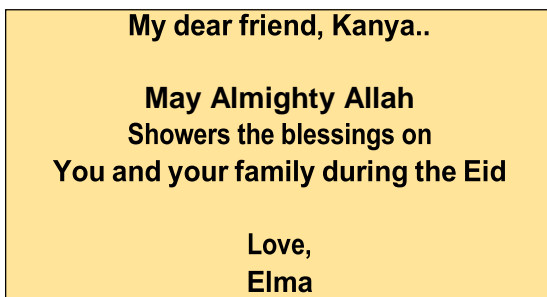 My dear friend, Kanya..
May Almighty Allah
Showers the blessings on
You and your family during the Eid
Love,
Elma